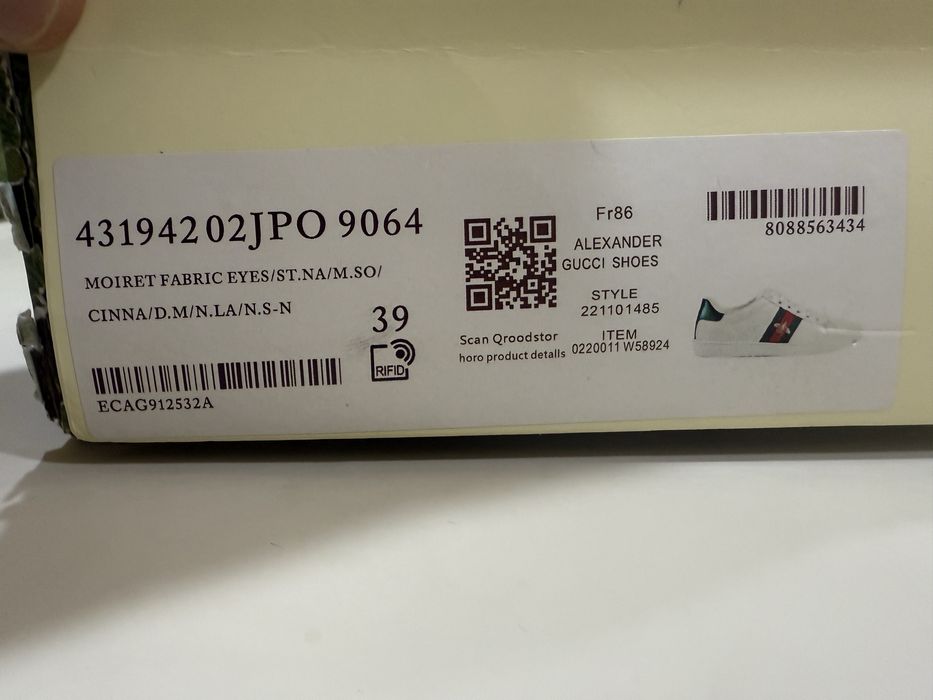 43194202JPO 9064
MOIRET FABRIC EYES/ST.NA/M.SO/
CINNA/D.M/N.LA/N.S-N
39
RIFID
ECAG912532A
Scan Qroodstor
horo product detalls
Fr86
ALEXANDER
GUCCI SHOES
STYLE
221101485
ITEM
0220011 W58924
8088563434